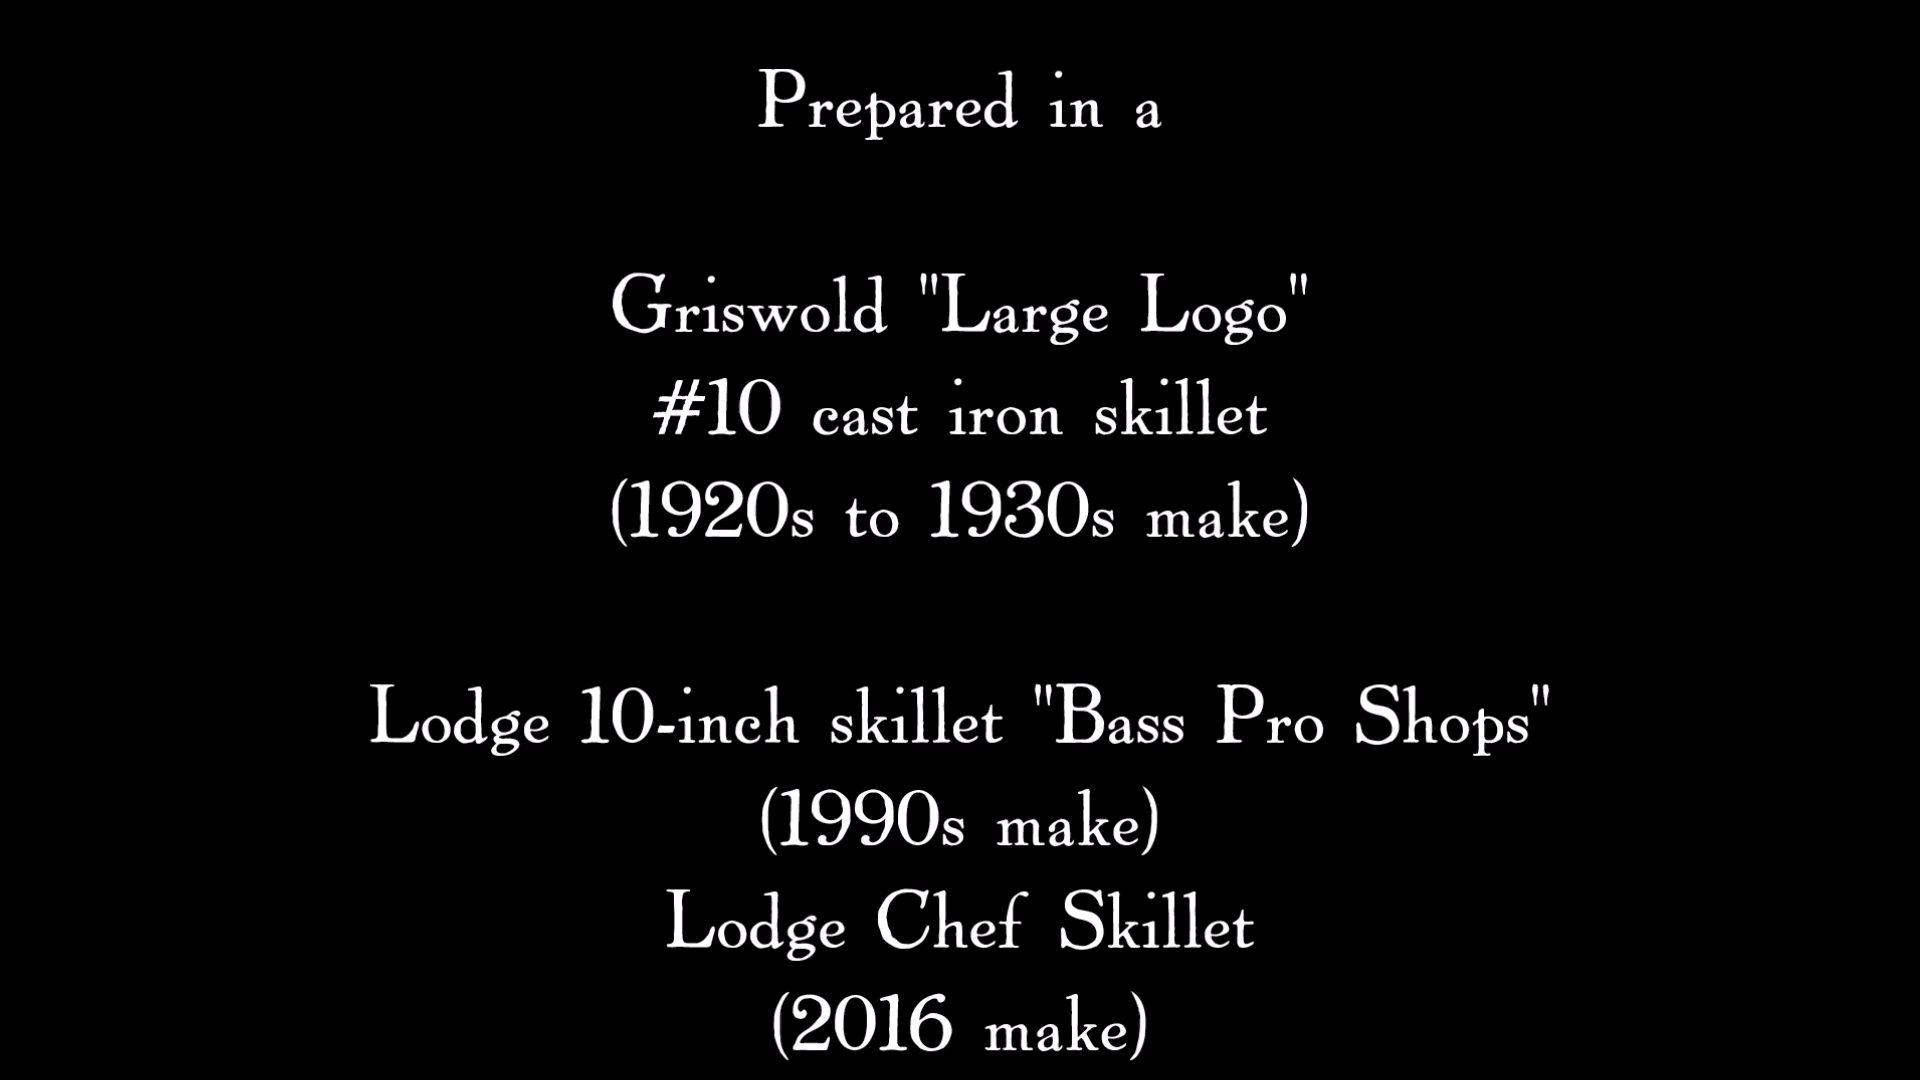 Prepared in a
Griswold "Large Logo"
#10 cast iron skillet
(1920s to 1930s make)
Lodge 10-inch skillet "Bass Pro Shops"
(1990s make)
Lodge Chef Skillet
(2016 make)